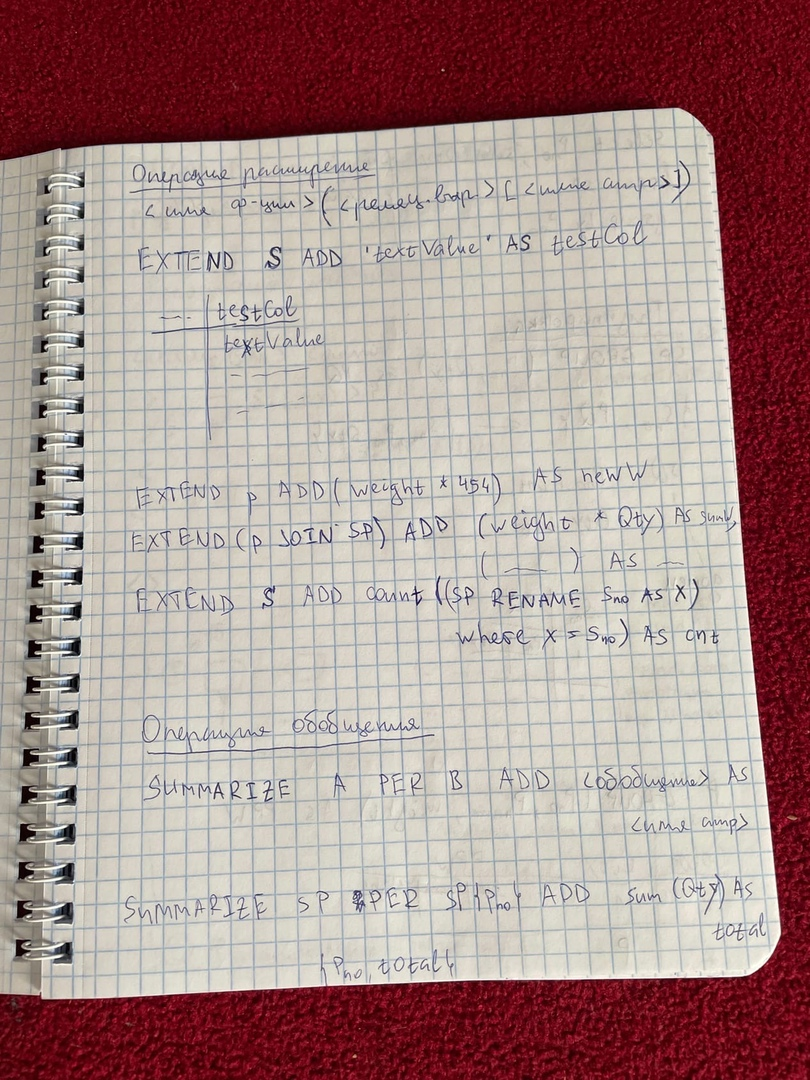 Операция расширение
<имя ф-ции> (<реляц. выр> [<имя атр>])
EXTEND S ADD 'textValue' AS testCol
... testCol
textValue
EXTEND p ADD (weight * 454) AS newW
EXTEND (p JOIN SP) ADD (weight * Qty) AS sumW,
( ___ ) AS __
EXTEND S ADD count ((SP RENAME Sno AS X)
where X = Sno) AS cnt
Операция обобщения
SUMMARIZE A PER B ADD <обобщение> AS
<имя атр>
SUMMARIZE SP PER SP{Pno} ADD sum (Qty) AS
total
{Pno, total}